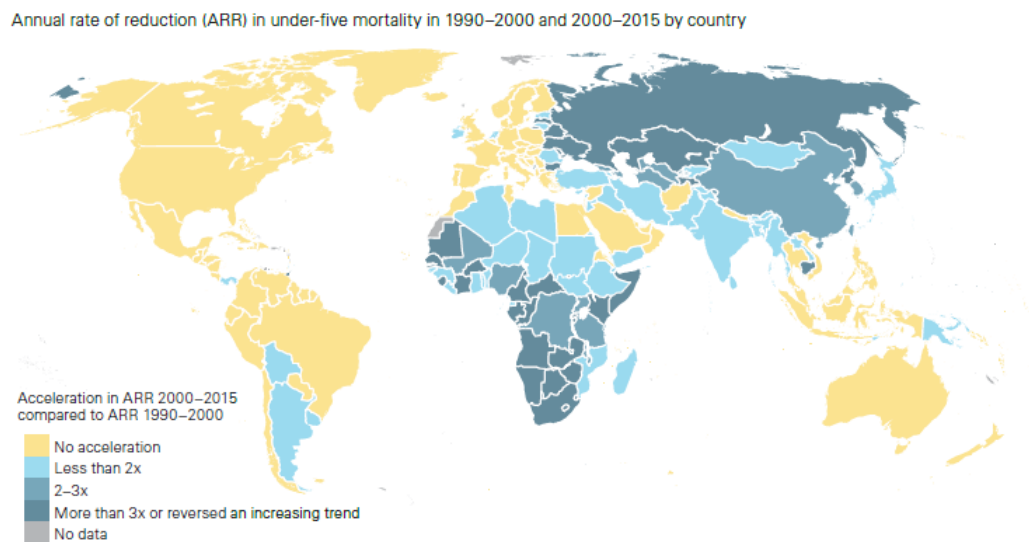 Annual rate of reduction (ARR) in under-five mortality in 1990–2000 and 2000–2015 by country
Acceleration in ARR 2000–2015
compared to ARR 1990–2000
No acceleration
Less than 2x
2–3x
More than 3x or reversed an increasing trend
No data